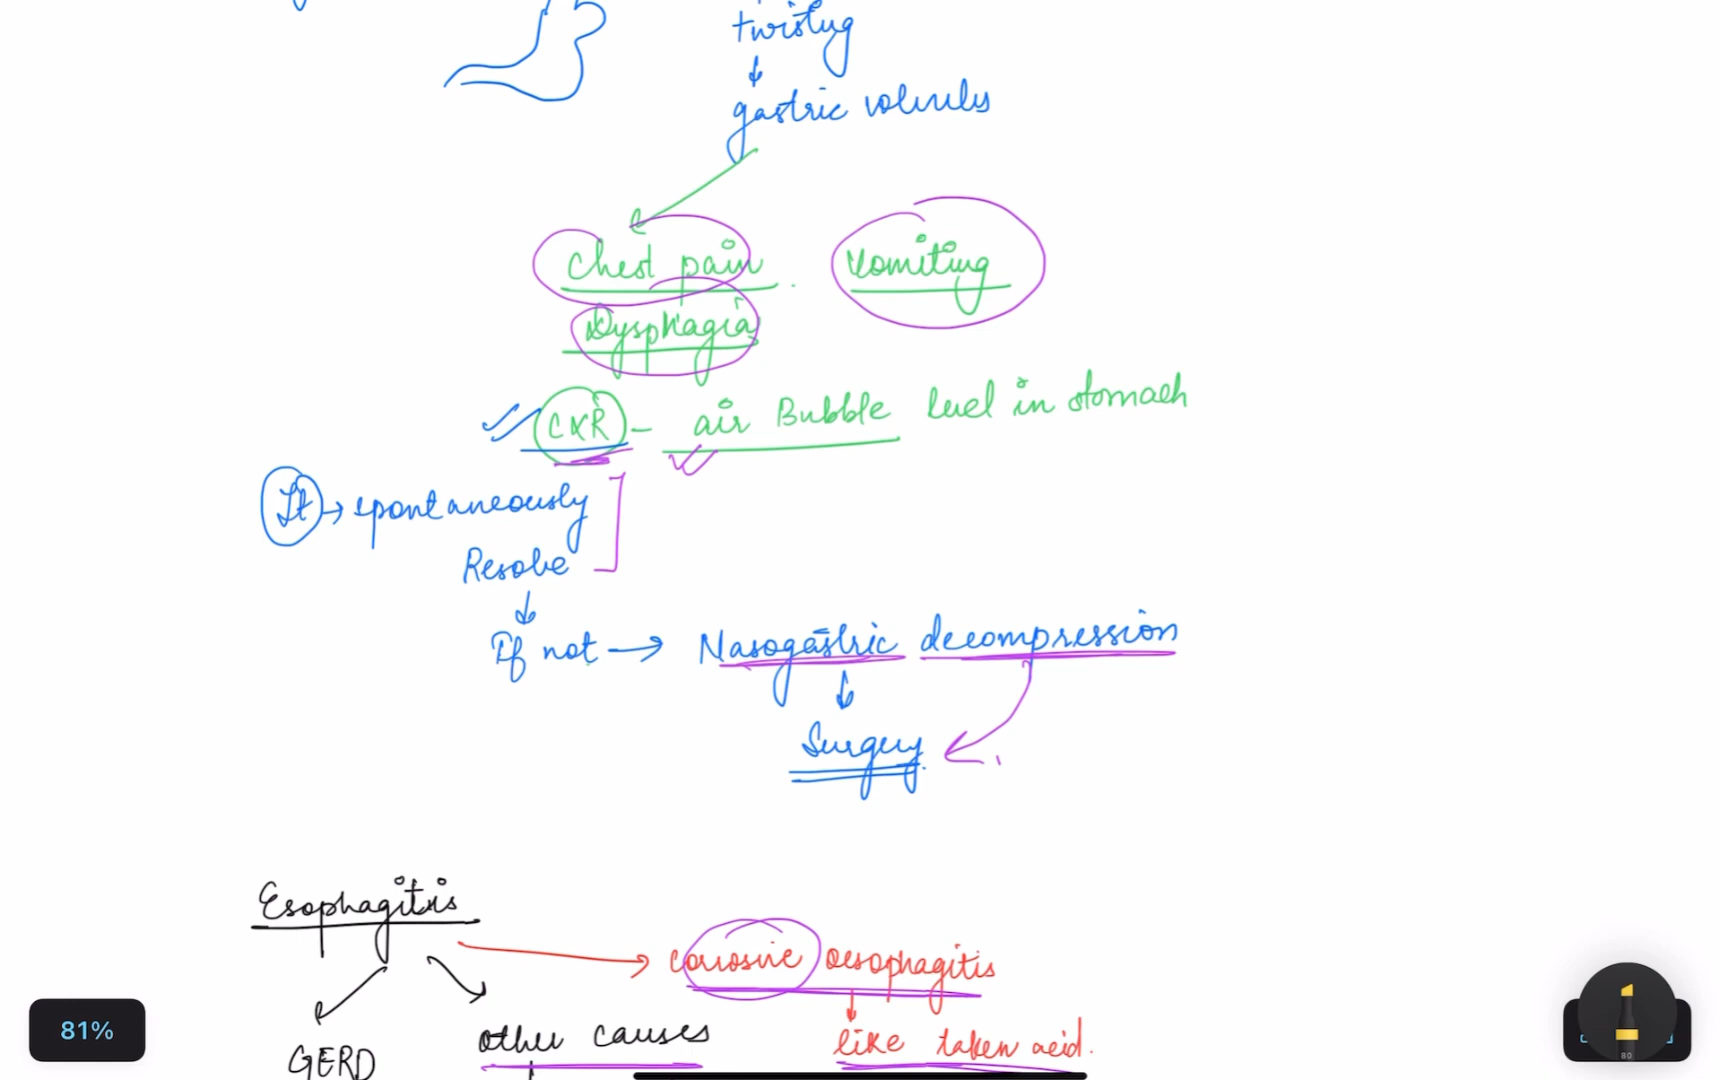 twisting
↓
gastric volvulus
Chest pain. Vomiting
Dysphagia
CXR - air Bubble level in stomach
It → spontaneously
Resolve
↓
If not → Nasogastric decompression
↓
Surgery
Esophagitis
Corrosive oesophagitis
other causes
like taken acid.
GERD
81%
80